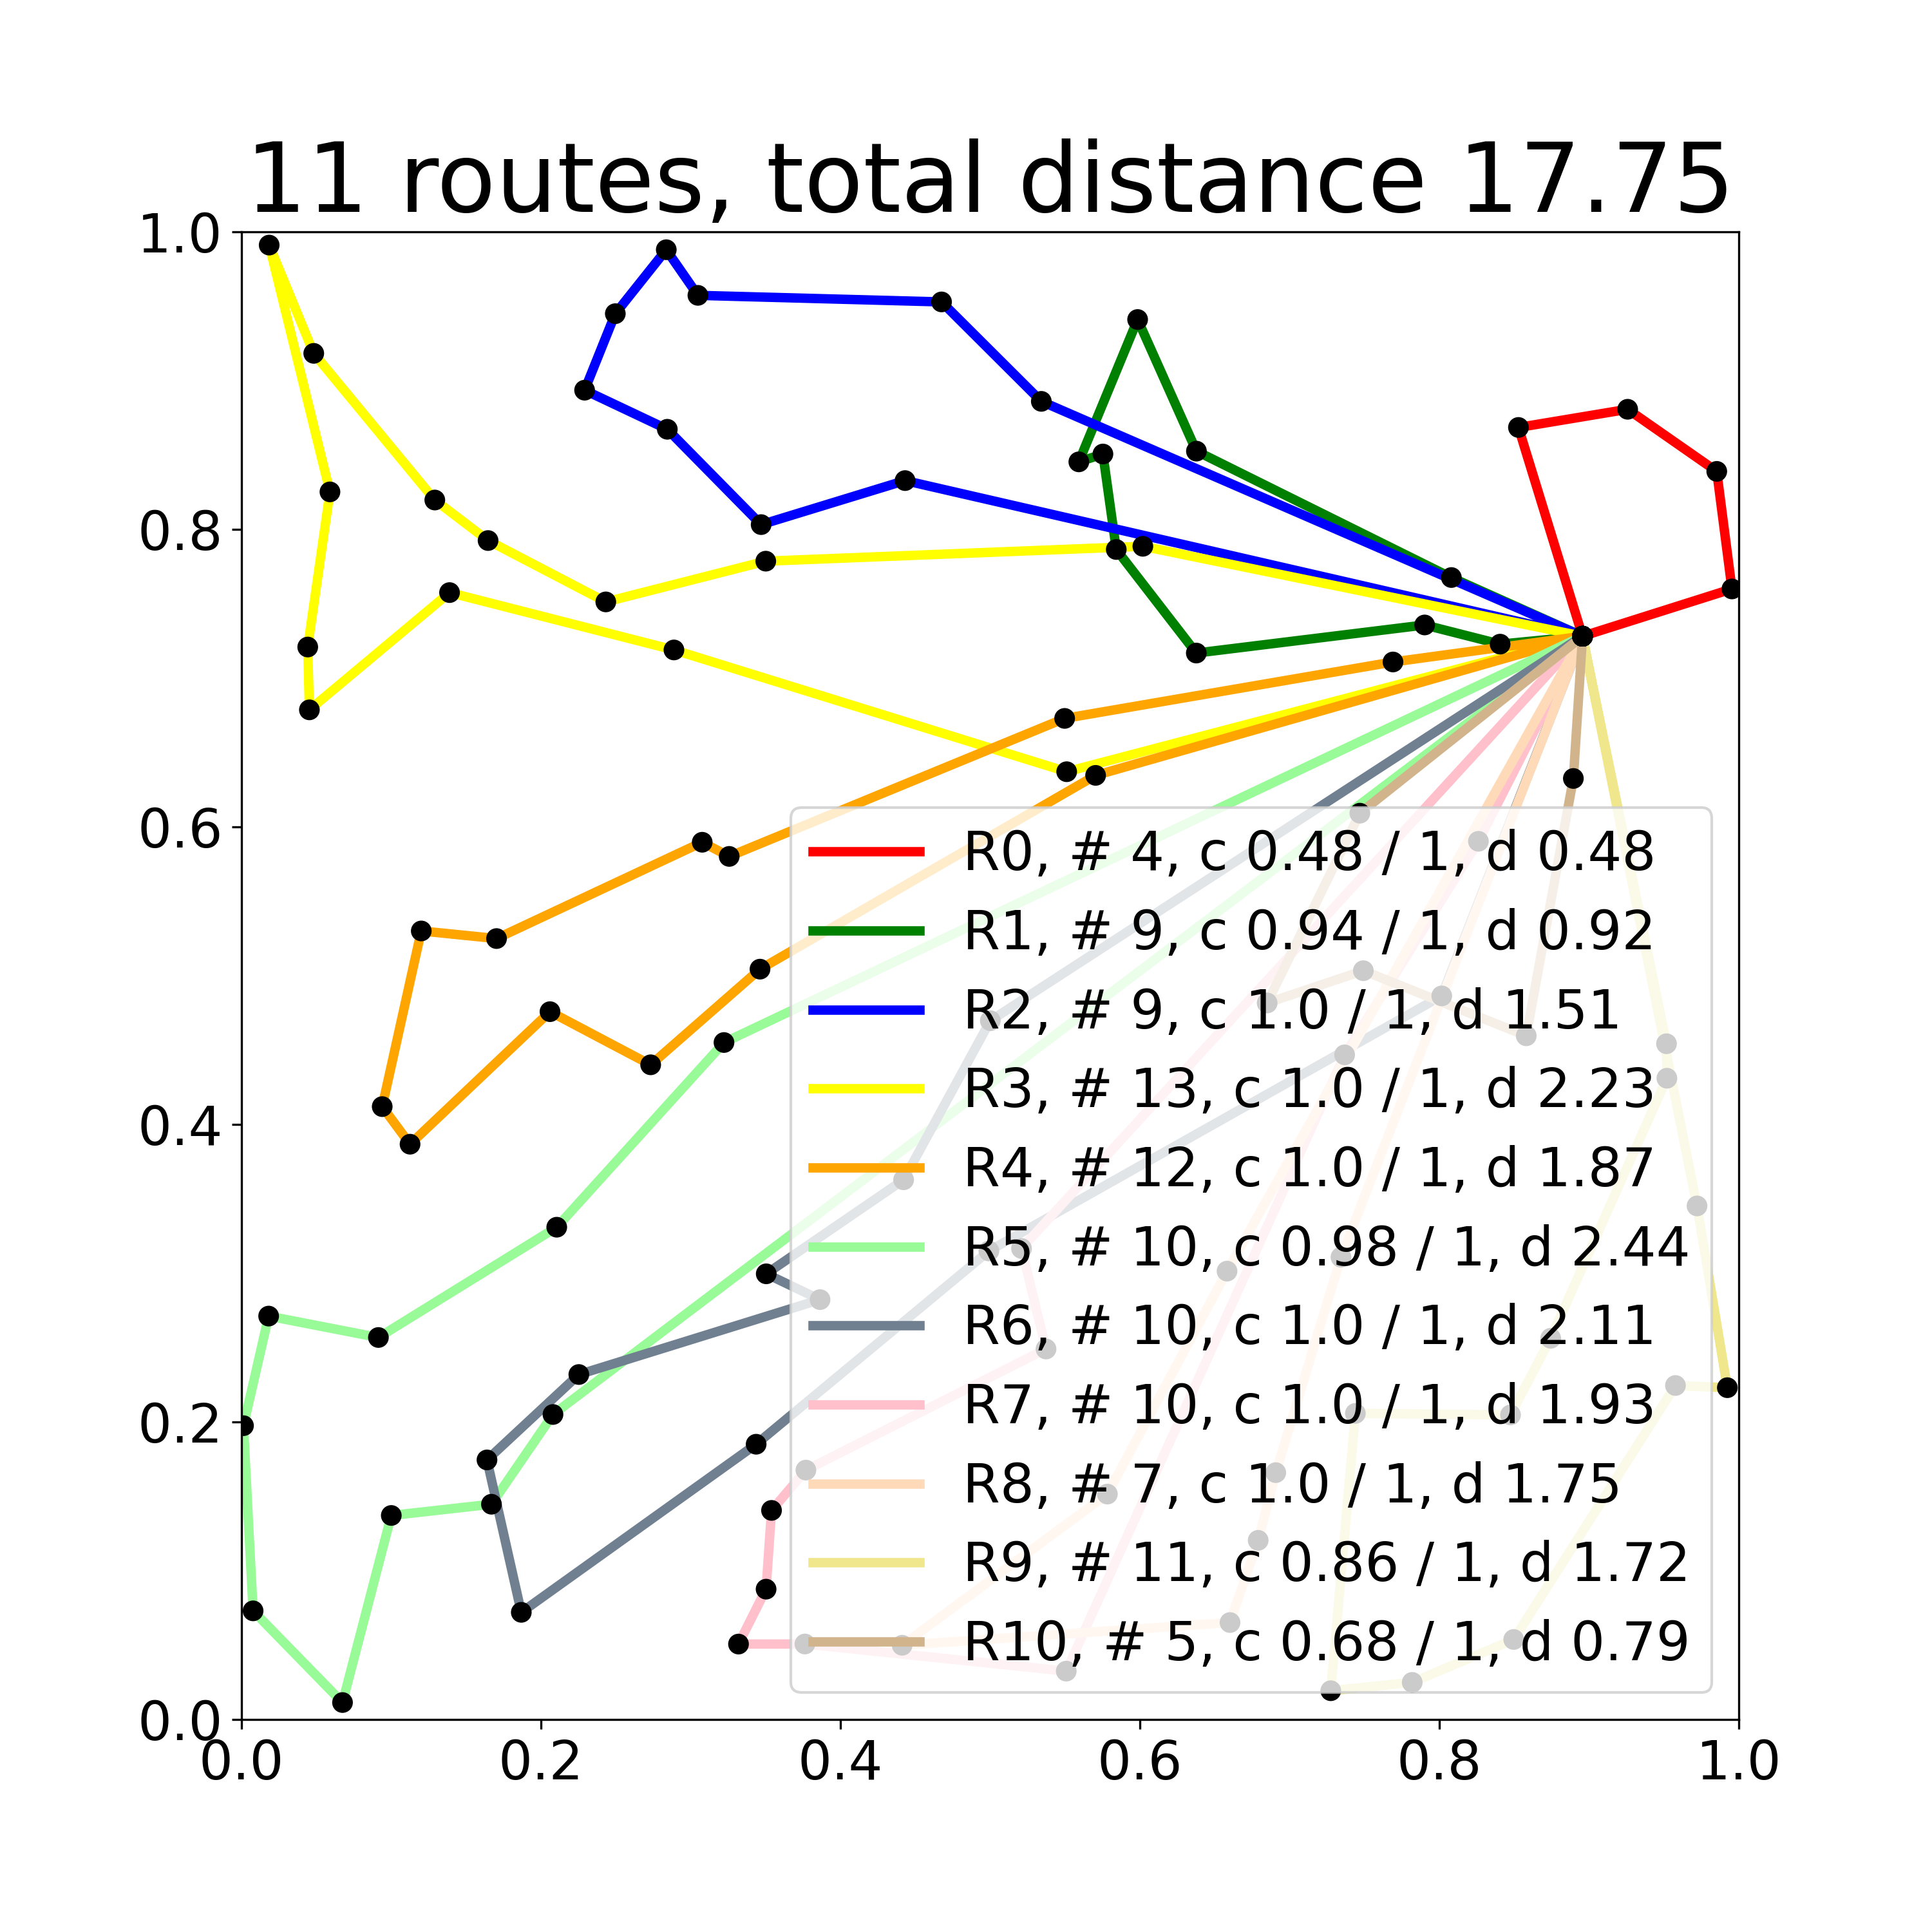 11 routes, total distance 17.75
1.0
0.8
0.6
0.4
0.2
0.0
0.0 0.2 0.4 0.6 0.8 1.0
R0, # 4, c 0.48 / 1, d 0.48
R1, # 9, c 0.94 / 1, d 0.92
R2, # 9, c 1.0 / 1, d 1.51
R3, # 13, c 1.0 / 1, d 2.23
R4, # 12, c 1.0 / 1, d 1.87
R5, # 10, c 0.98 / 1, d 2.44
R6, # 10, c 1.0 / 1, d 2.11
R7, # 10, c 1.0 / 1, d 1.93
R8, # 7, c 1.0 / 1, d 1.75
R9, # 11, c 0.86 / 1, d 1.72
R10, # 5, c 0.68 / 1, d 0.79